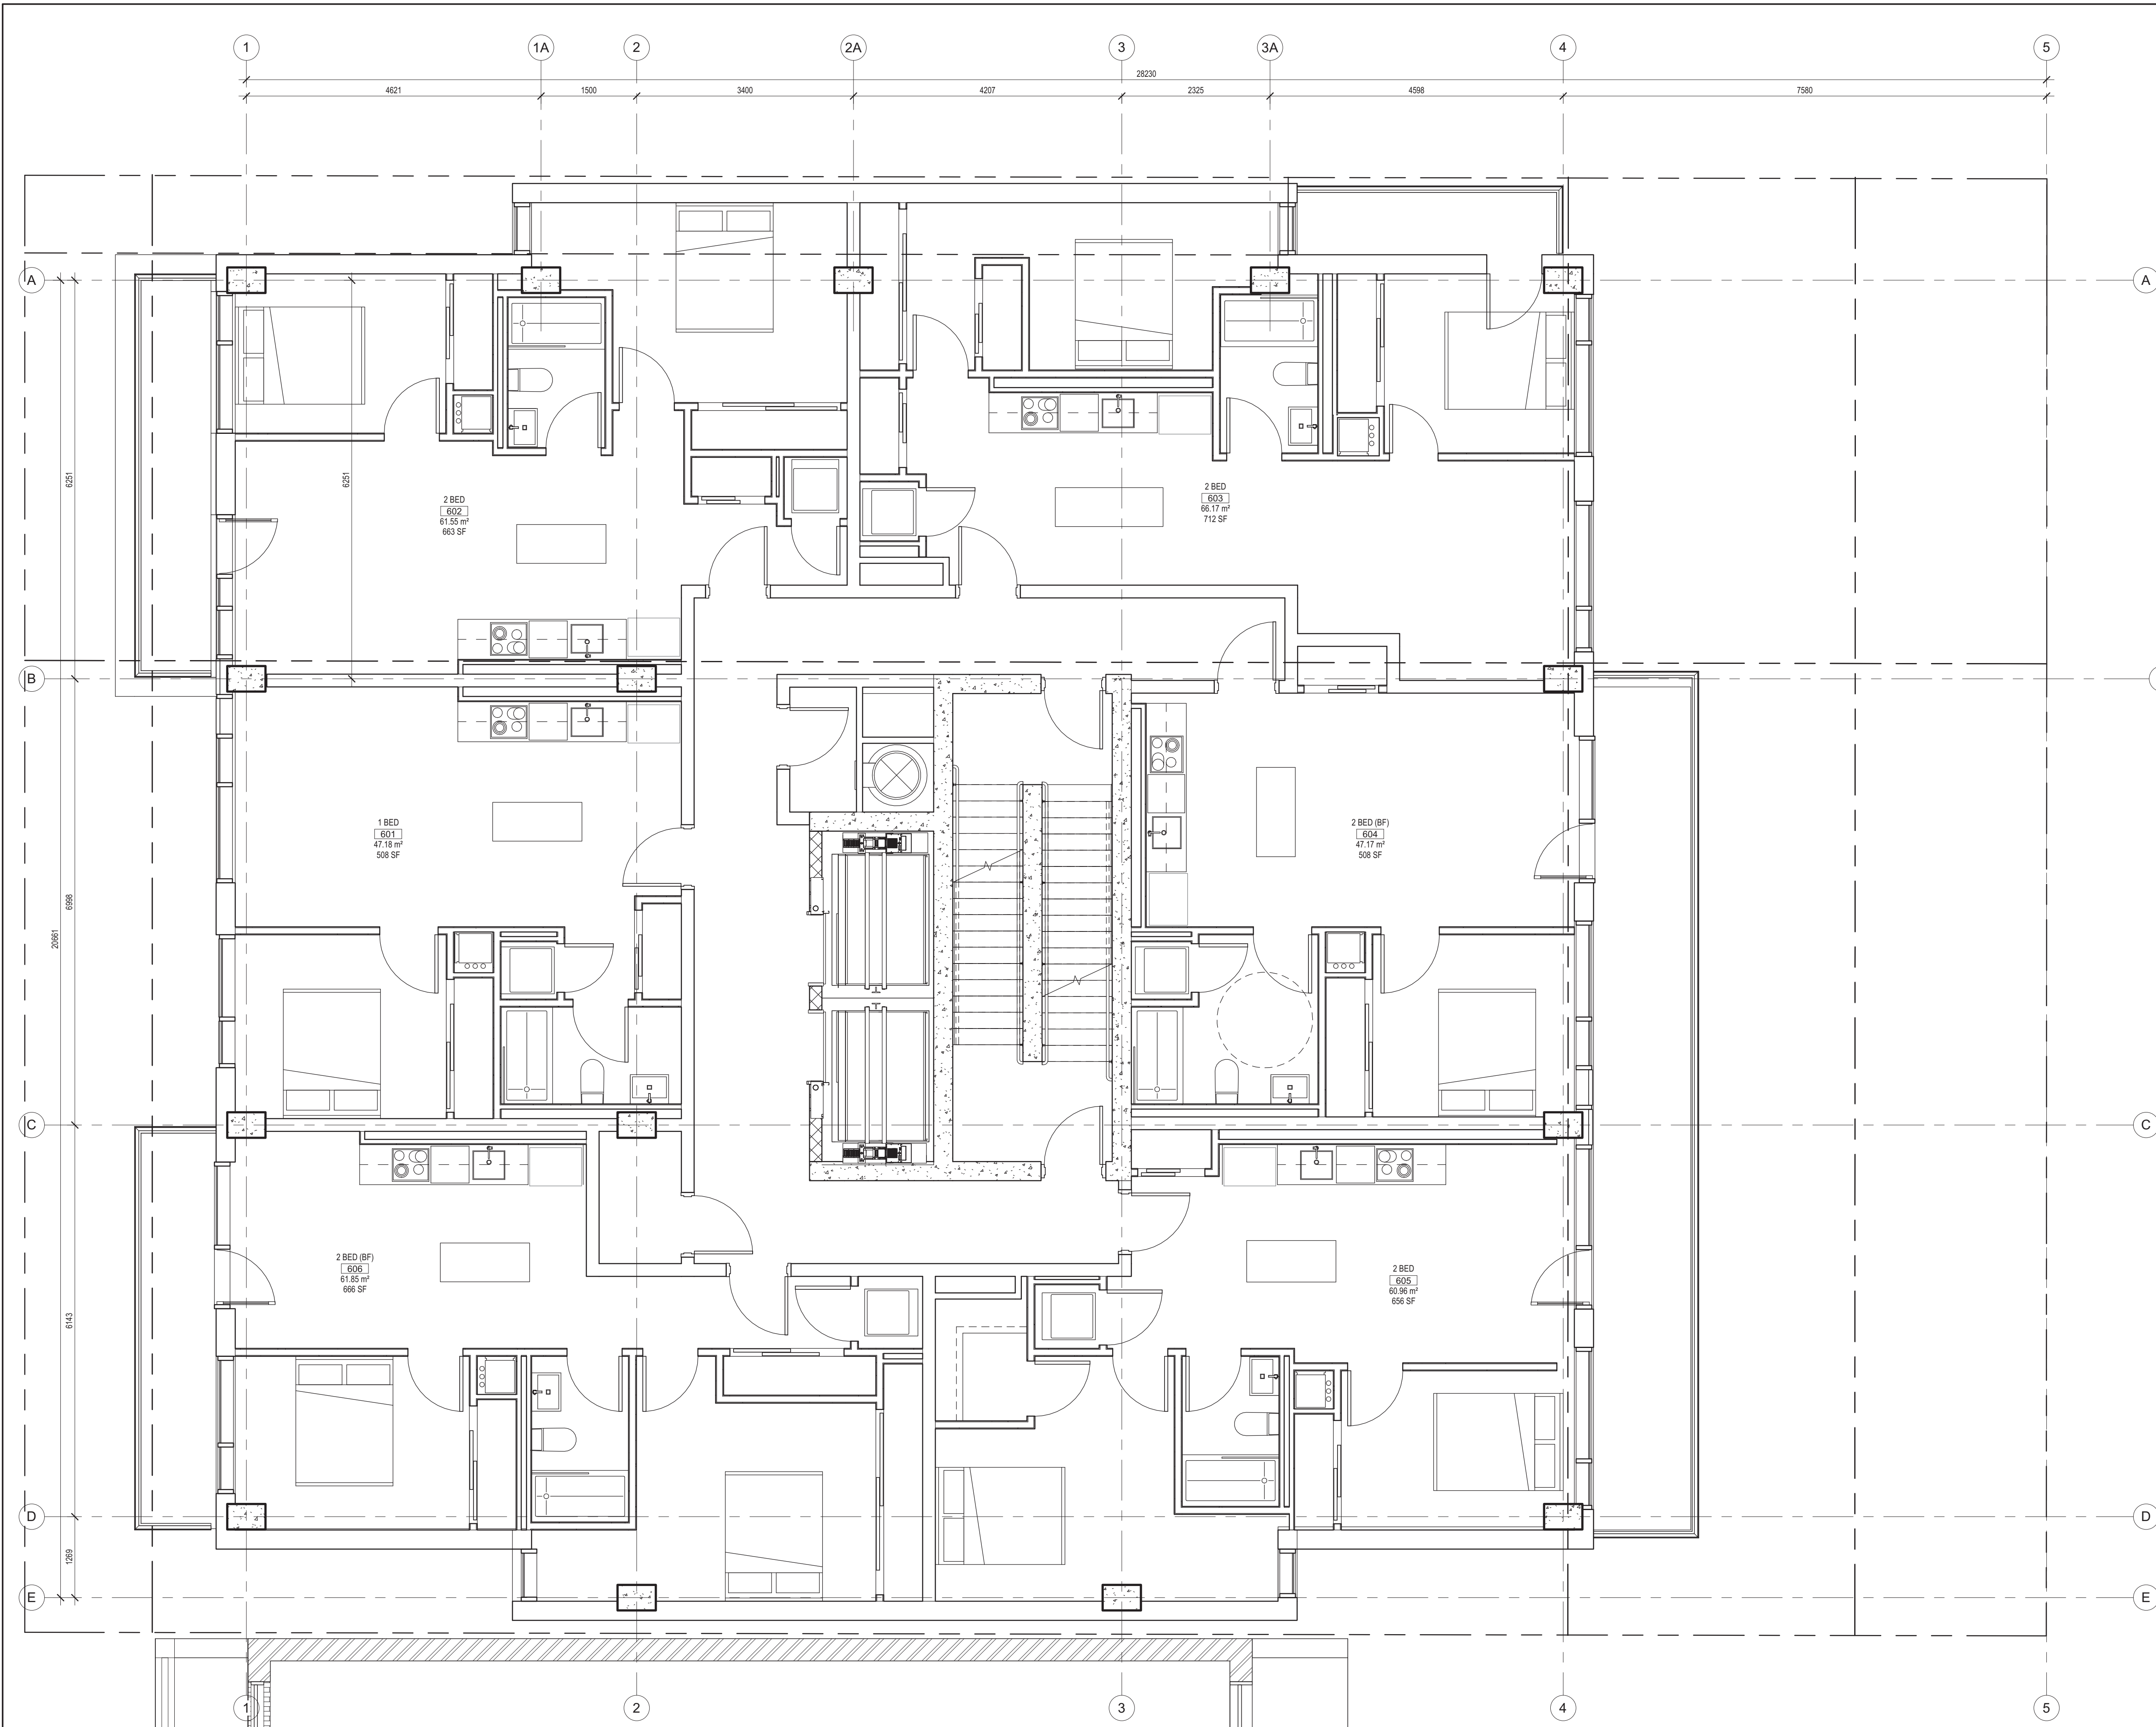 1 1A 2 2A 3 3A 4 5
28230
4621 1500 3400 4207 2325 4598 7580
A A
6251 6251
2 BED
602
61.55 m²
663 SF
2 BED
603
66.17 m²
712 SF
B
1 BED
601
47.18 m²
508 SF
2 BED (BF)
604
47.17 m²
508 SF
6998
20661
C C
2 BED (BF)
606
61.85 m²
666 SF
2 BED
605
60.96 m²
656 SF
6143
D D
1269
E E
1 2 3 4 5